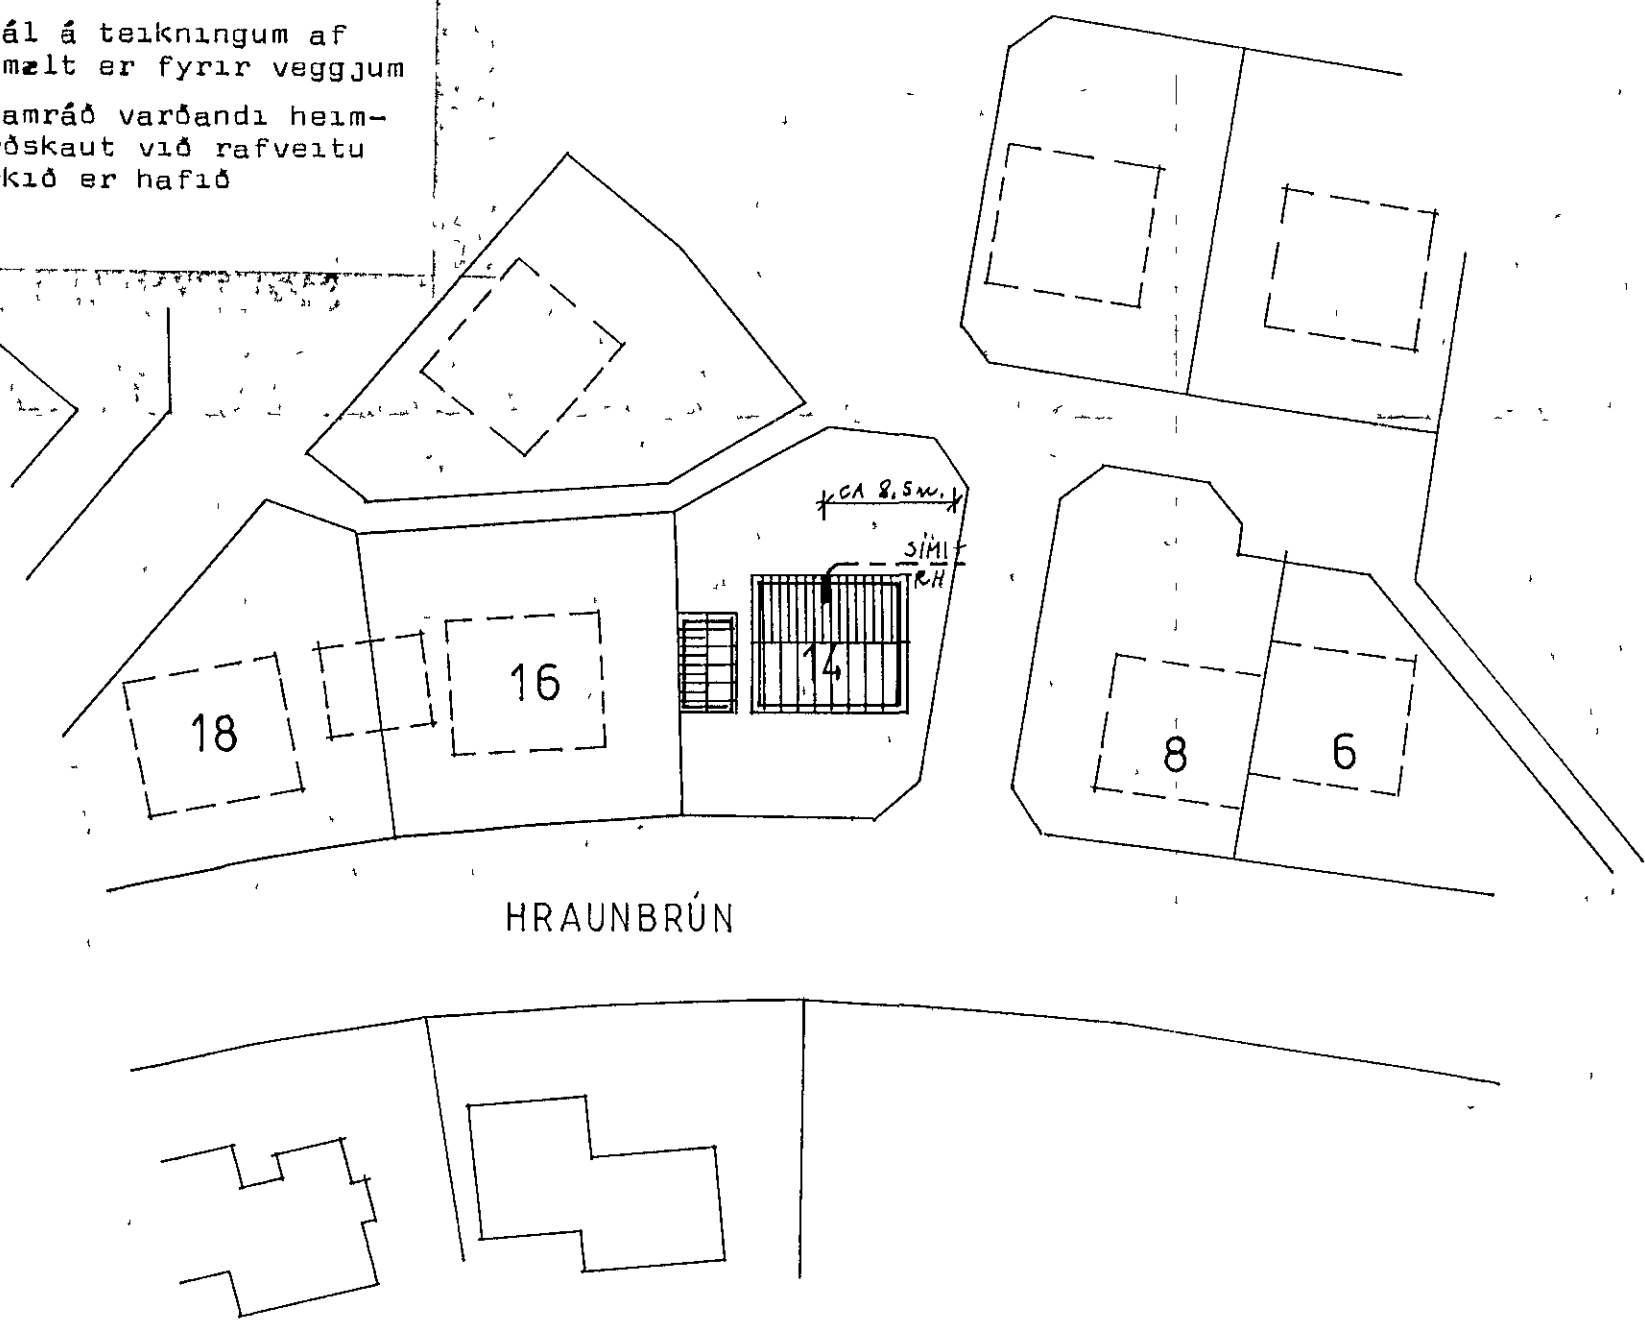 ál á teikningum af
mælt er fyrir veggjum
amráð varðandi heim-
ðskaut við rafveitu
kið er hafið
CA 8.5 m.
SÍMI
RH
14
16
18
8
6
HRAUNBRÚN